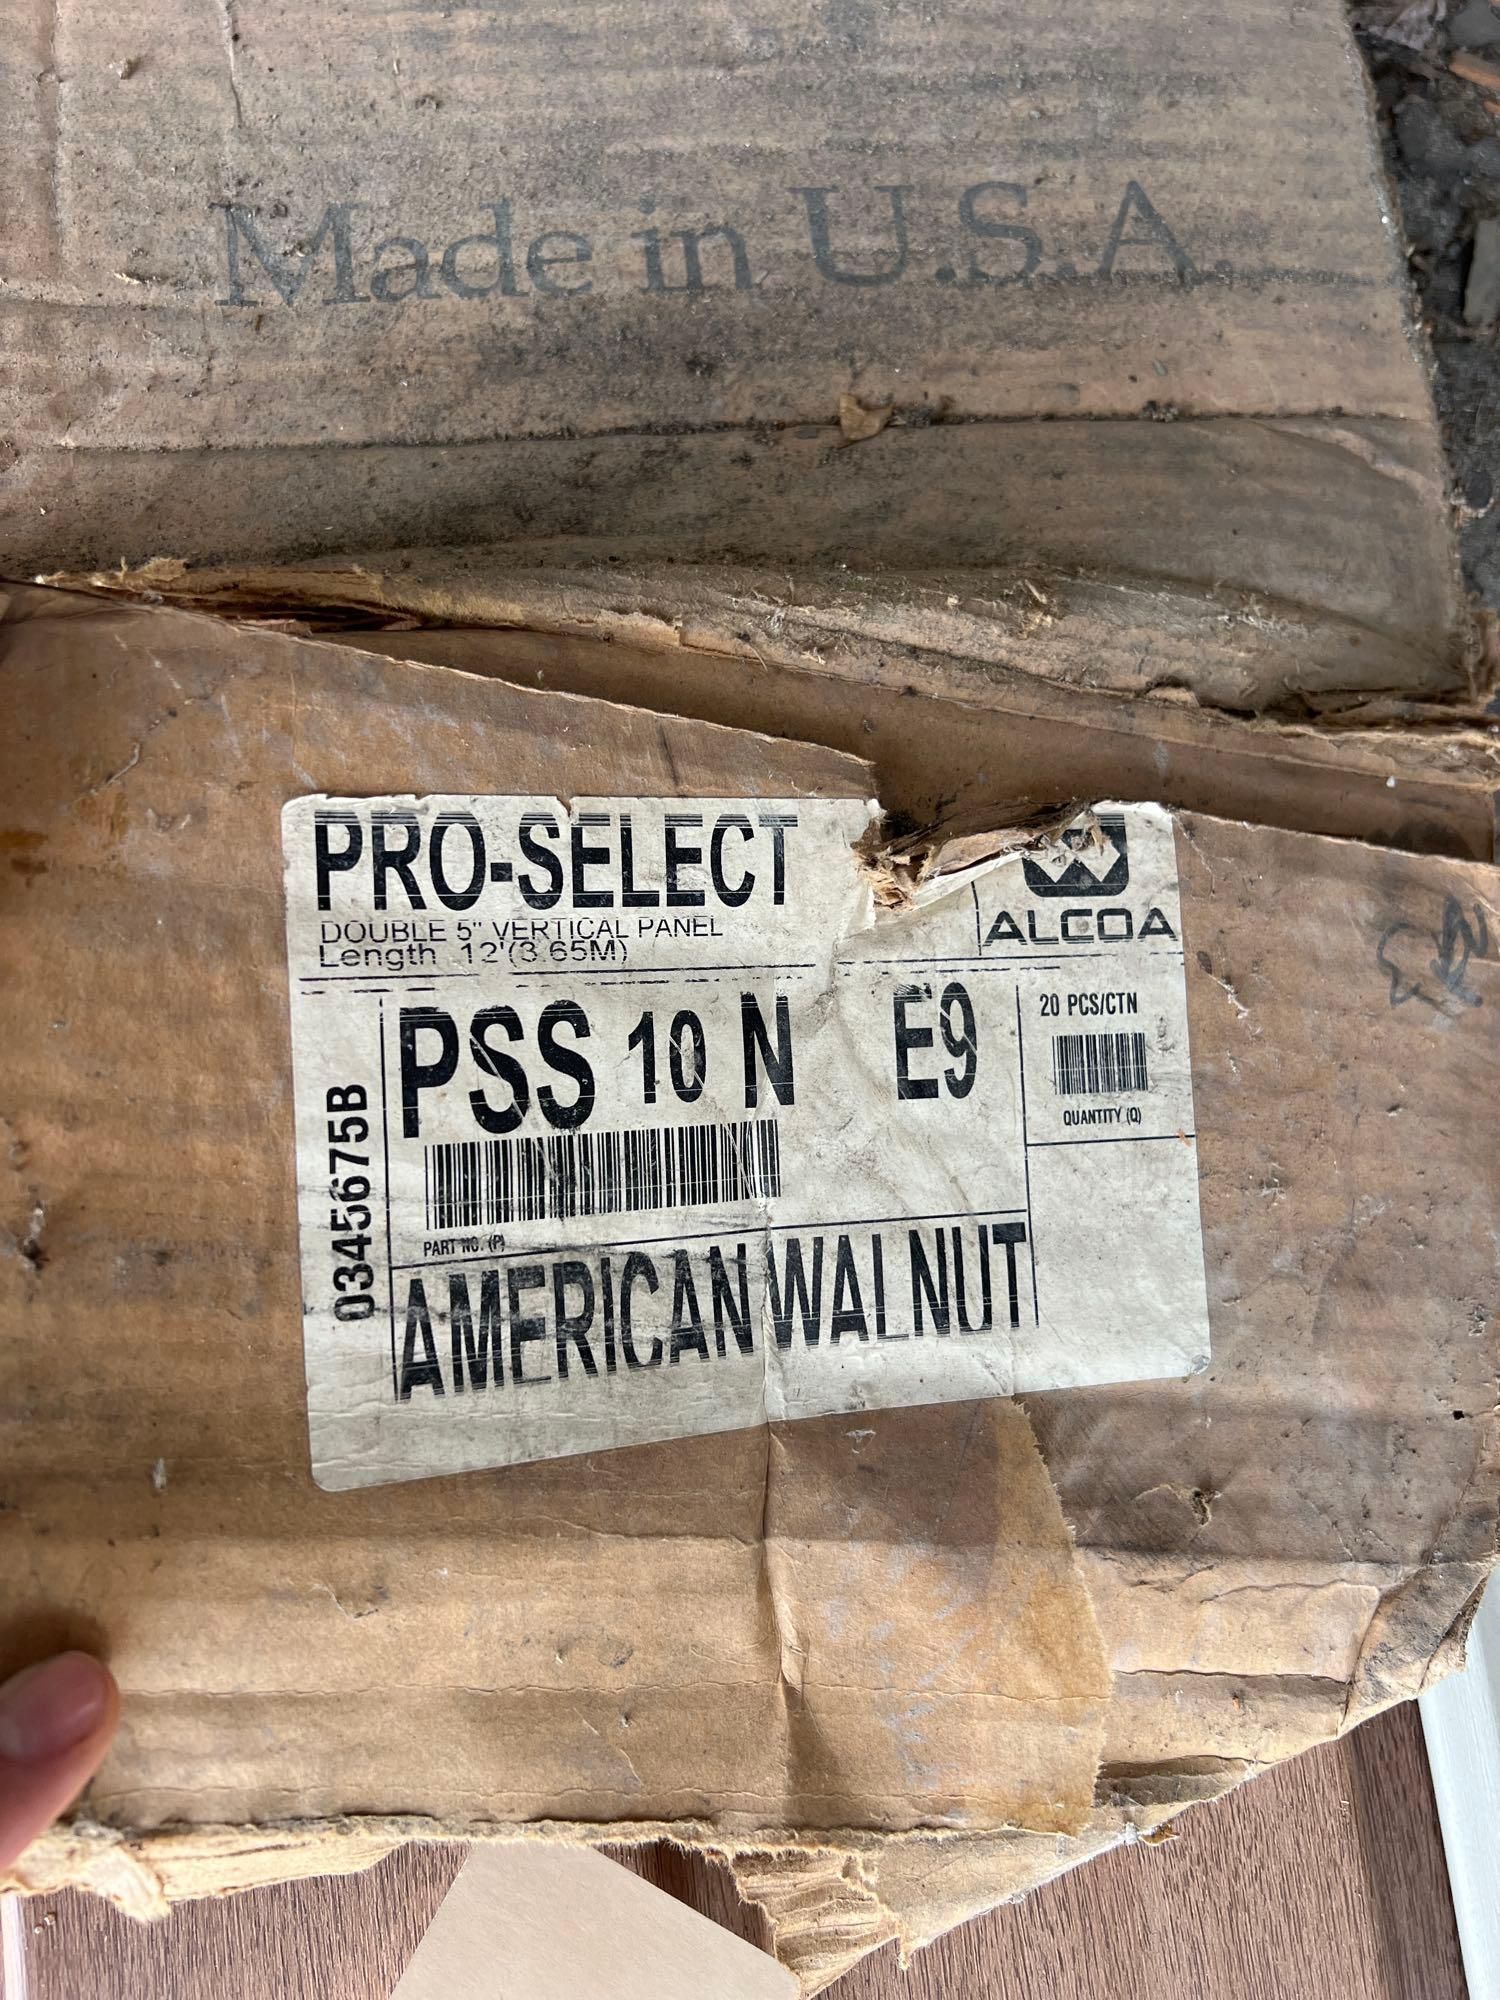 Made in U.S.A.
PRO-SELECT
DOUBLE 5" VERTICAL PANEL
Length 12'(3.65M)
ALCOA
PSS 10 N E9
20 PCS/CTN
QUANTITY (Q)
0345675B
PART NO. (P)
AMERICAN WALNUT